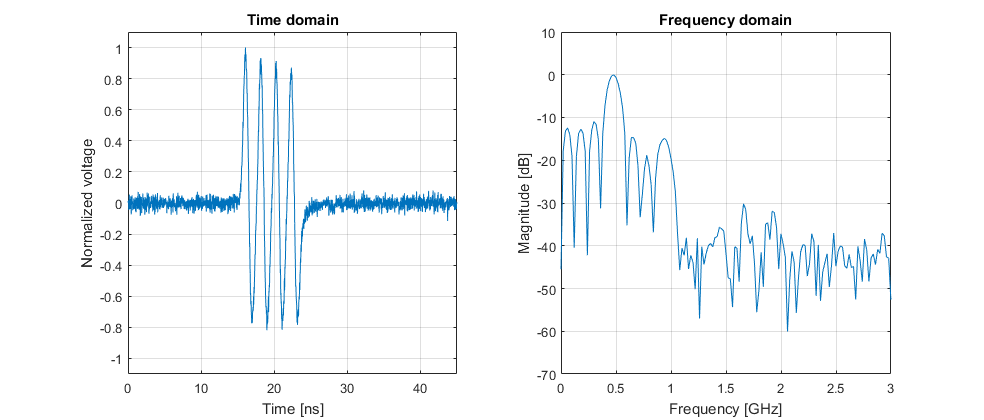 Time domain
Normalized voltage
1
0.8
0.6
0.4
0.2
0
-0.2
-0.4
-0.6
-0.8
-1
0 10 20 30 40
Time [ns]
Frequency domain
Magnitude [dB]
10
0
-10
-20
-30
-40
-50
-60
-70
0 0.5 1 1.5 2 2.5 3
Frequency [GHz]